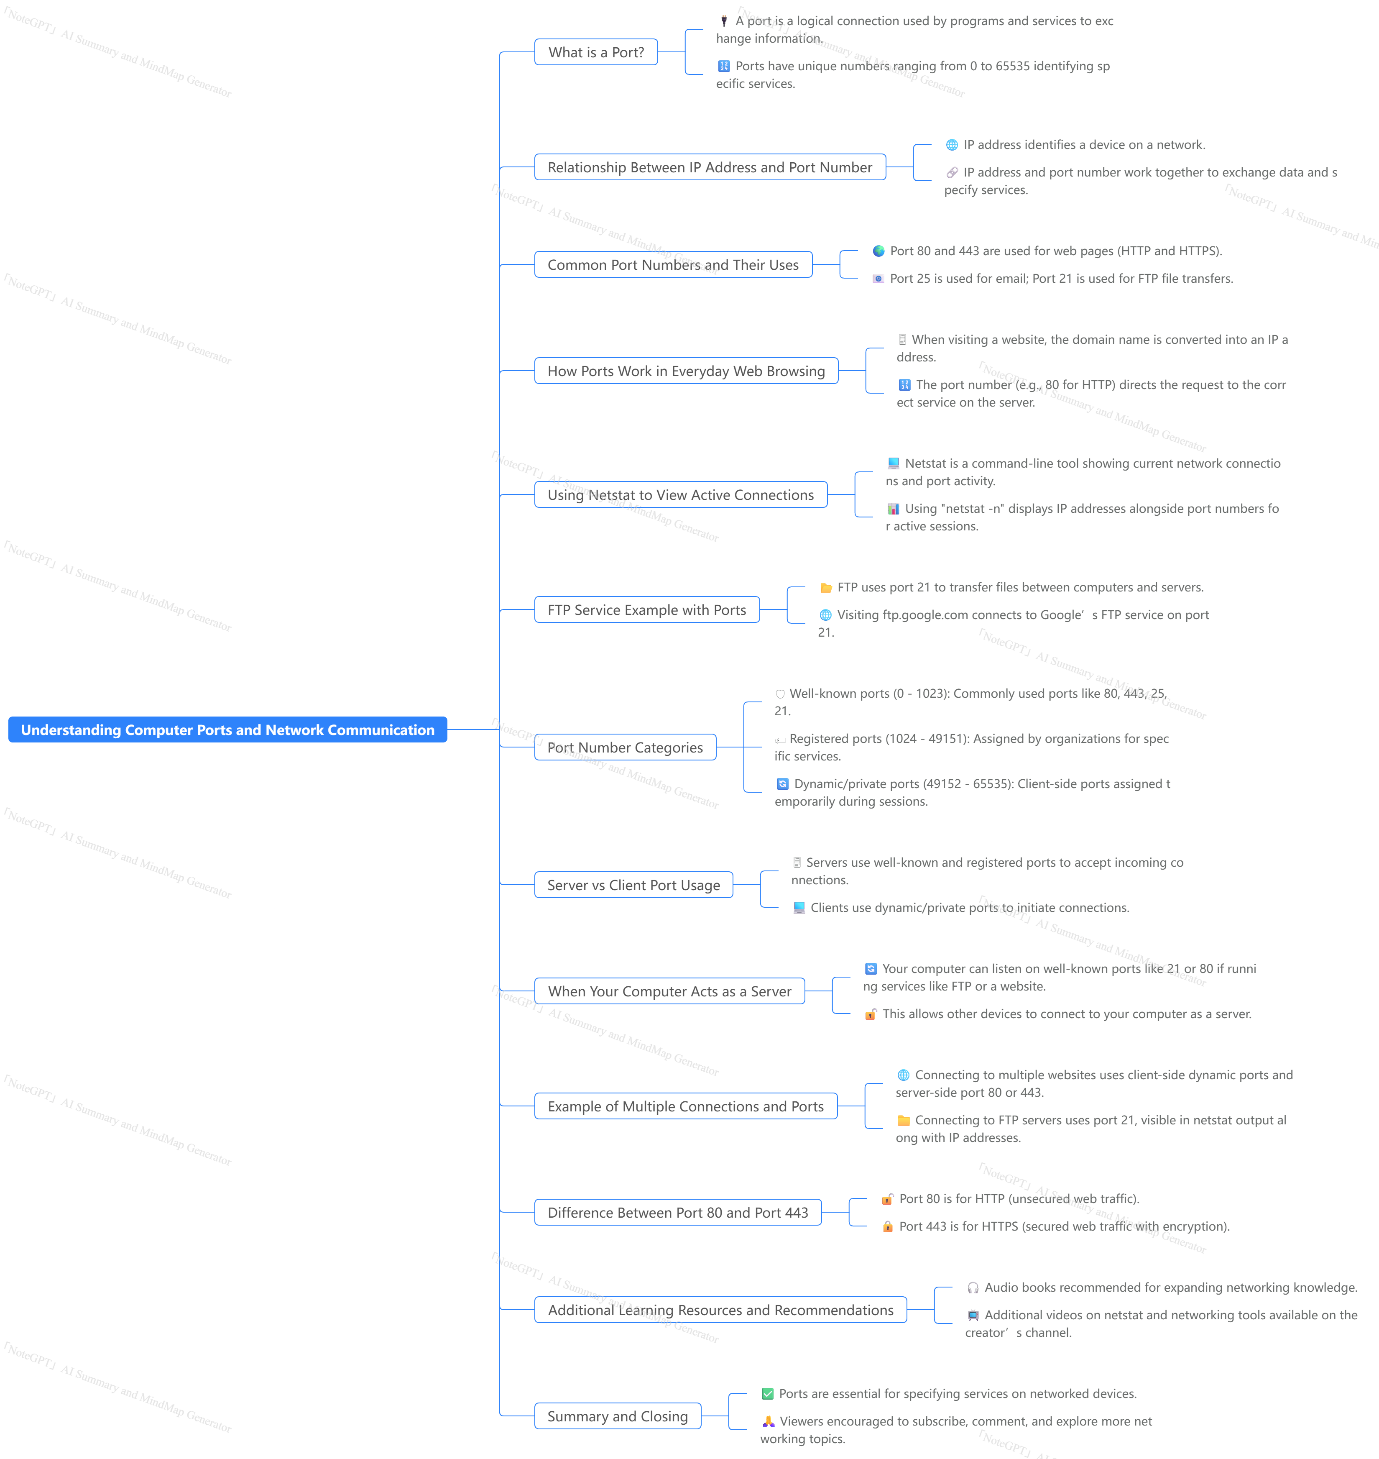 What is a Port?
A port is a logical connection used by programs and services to exc
hange information.
Ports have unique numbers ranging from 0 to 65535 identifying sp
ecific services.
Relationship Between IP Address and Port Number
IP address identifies a device on a network.
IP address and port number work together to exchange data and s
pecify services.
Common Port Numbers and Their Uses
Port 80 and 443 are used for web pages (HTTP and HTTPS).
Port 25 is used for email; Port 21 is used for FTP file transfers.
How Ports Work in Everyday Web Browsing
When visiting a website, the domain name is converted into an IP a
ddress.
The port number (e.g., 80 for HTTP) directs the request to the corr
ect service on the server.
Using Netstat to View Active Connections
Netstat is a command-line tool showing current network connectio
ns and port activity.
Using "netstat -n" displays IP addresses alongside port numbers fo
r active sessions.
FTP Service Example with Ports
FTP uses port 21 to transfer files between computers and servers.
Visiting ftp.google.com connects to Google’s FTP service on port
21.
Understanding Computer Ports and Network Communication
Port Number Categories
Well-known ports (0 - 1023): Commonly used ports like 80, 443, 25,
21.
Registered ports (1024 - 49151): Assigned by organizations for spec
ific services.
Dynamic/private ports (49152 - 65535): Client-side ports assigned t
emporarily during sessions.
Server vs Client Port Usage
Servers use well-known and registered ports to accept incoming co
nnections.
Clients use dynamic/private ports to initiate connections.
When Your Computer Acts as a Server
Your computer can listen on well-known ports like 21 or 80 if runni
ng services like FTP or a website.
This allows other devices to connect to your computer as a server.
Example of Multiple Connections and Ports
Connecting to multiple websites uses client-side dynamic ports and
server-side port 80 or 443.
Connecting to FTP servers uses port 21, visible in netstat output al
ong with IP addresses.
Difference Between Port 80 and Port 443
Port 80 is for HTTP (unsecured web traffic).
Port 443 is for HTTPS (secured web traffic with encryption).
Additional Learning Resources and Recommendations
Audio books recommended for expanding networking knowledge.
Additional videos on netstat and networking tools available on the
creator’s channel.
Summary and Closing
Ports are essential for specifying services on networked devices.
Viewers encouraged to subscribe, comment, and explore more net
working topics.
「NoteGPT」AI Summary and MindMap Generator